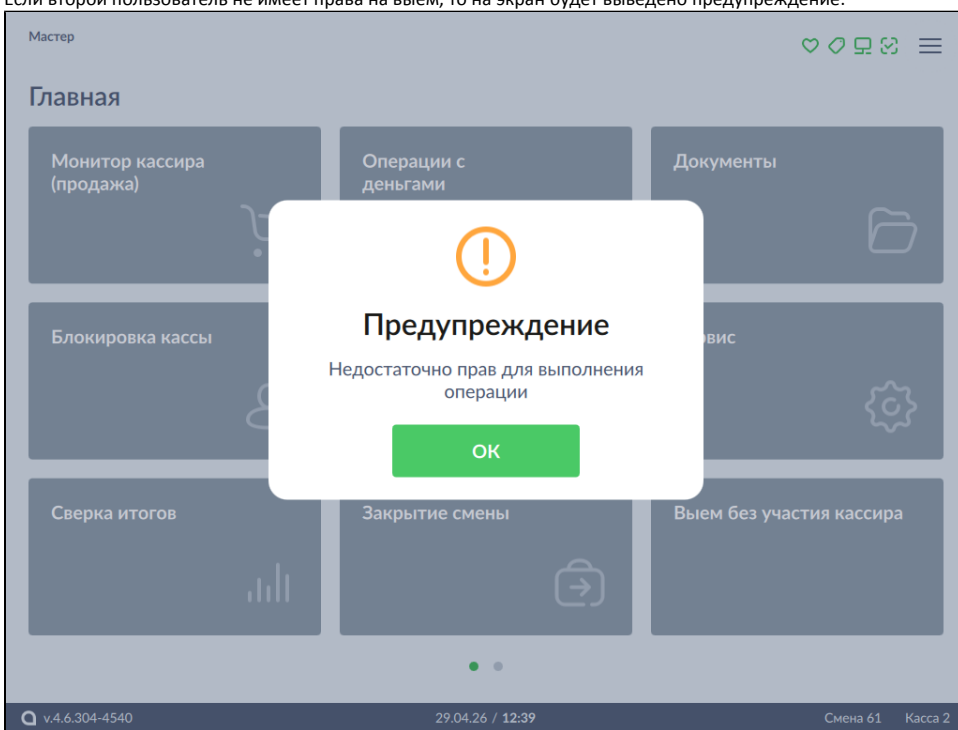 Если второй пользователь не имеет права на выем, то на экран будет выведено предупреждение:
Мастер
Главная
Монитор кассира
(продажа)
Операции с
деньгами
Документы
Предупреждение
Недостаточно прав для выполнения
операции
ОК
Блокировка кассы
рвис
Сверка итогов
Закрытие смены
Выем без участия кассира
v.4.6.304-4540
29.04.26 / 12:39
Смена 61
Касса 2